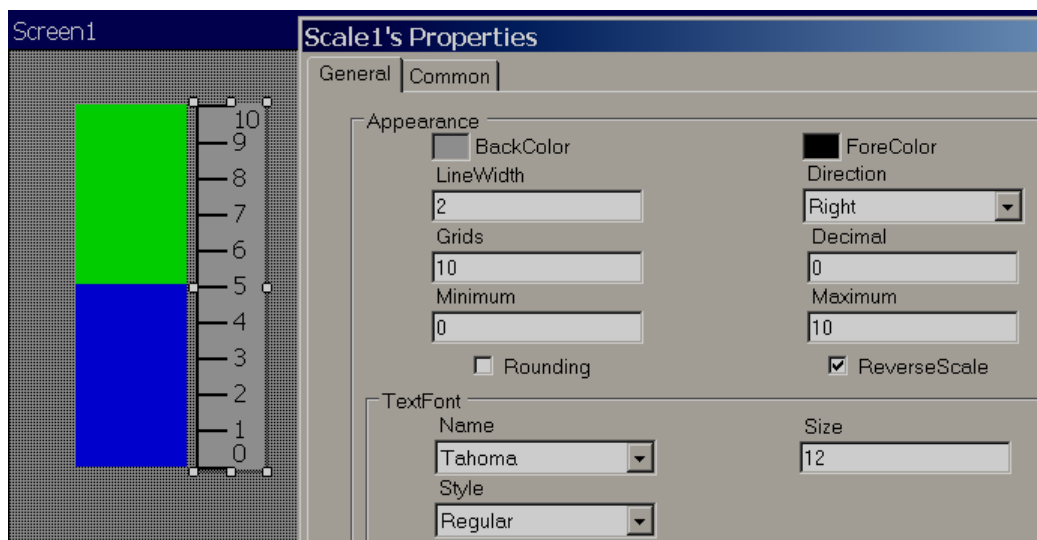 Screen1
10
9
8
7
6
5
4
3
2
1
0
Scale1's Properties
General Common
Appearance
BackColor ForeColor
LineWidth Direction
2 Right
Grids Decimal
10 0
Minimum Maximum
0 10
Rounding ReverseScale
TextFont
Name Size
Tahoma 12
Style
Regular